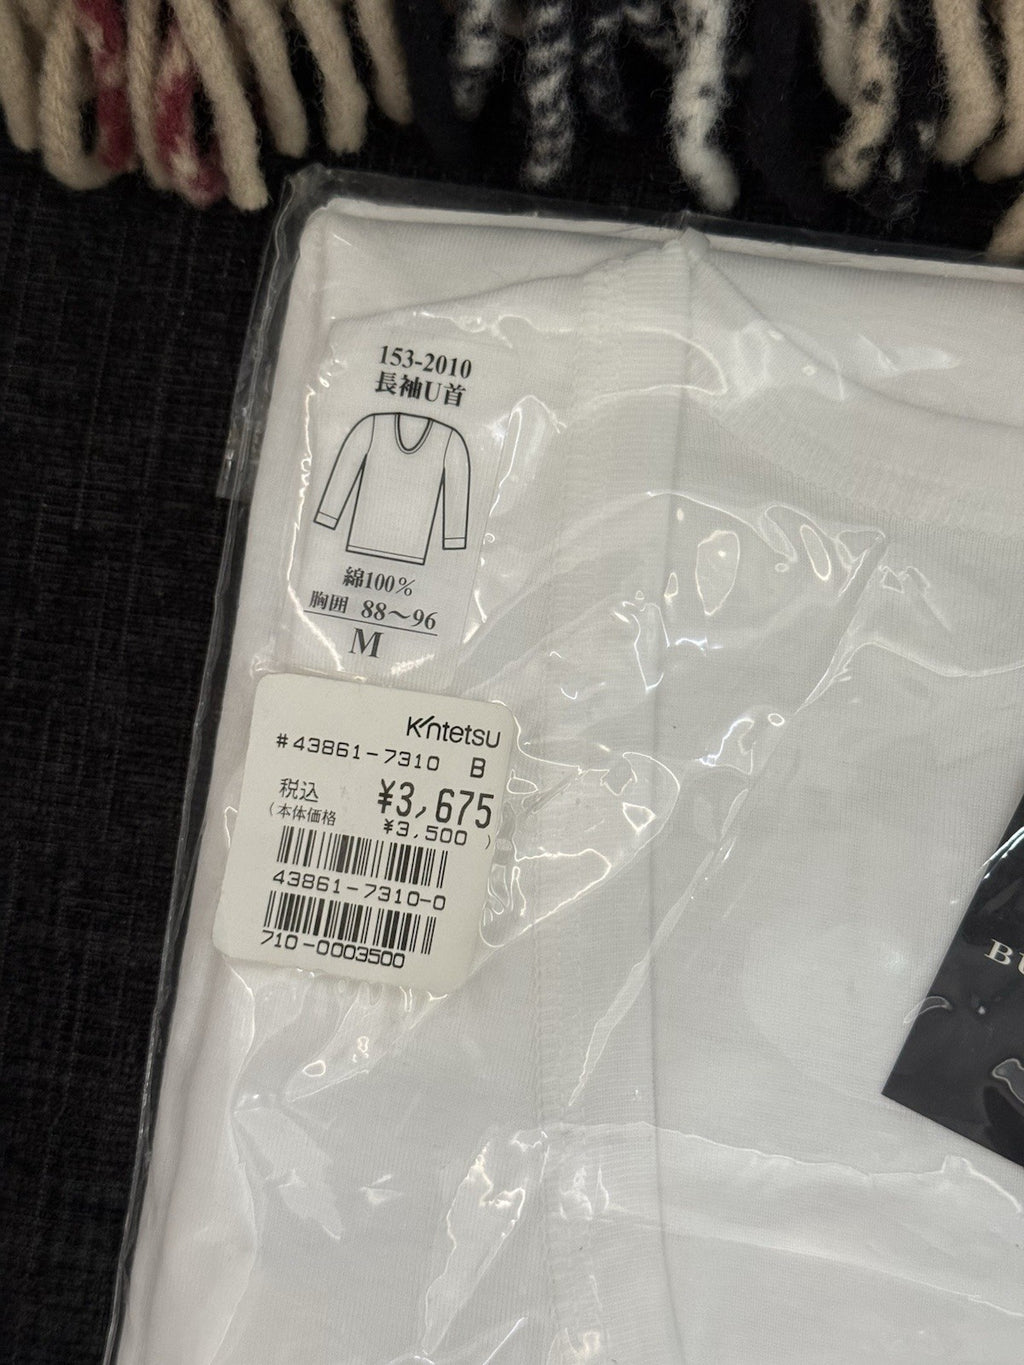 153-2010
長袖U首
綿100%
胸囲 88～96
M
Kintetsu
#43861-7310 B
税込 ¥3,675
(本体価格 ¥3,500 )
43861-7310-0
710-0003500